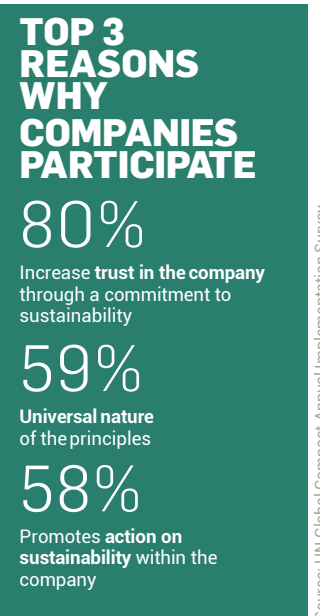 TOP 3
REASONS
WHY
COMPANIES
PARTICIPATE
80%
Increase trust in the company
through a commitment to
sustainability
59%
Universal nature
of the principles
58%
Promotes action on
sustainability within the
company
UN Global Compact Annual Implementation Survey